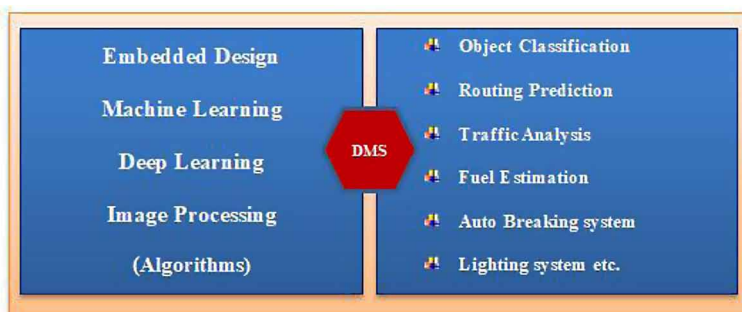 Embedded Design
Machine Learning
Deep Learning
Image Processing
(Algorithms)
DMS
Object Classification
Routing Prediction
Traffic Analysis
Fuel Estimation
Auto Breaking system
Lighting system etc.